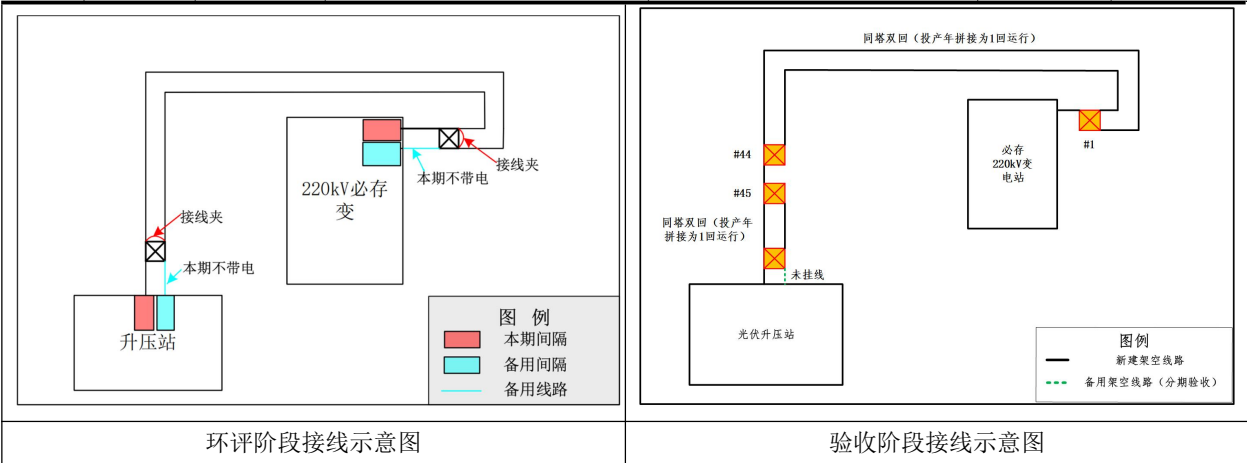 接线夹
本期不带电
220kV必存
变
接线夹
本期不带电
升压站
图 例
本期间隔
备用间隔
备用线路
环评阶段接线示意图
同塔双回（投产年拼接为1回运行）
#1
必存
220kV变
电站
#44
#45
同塔双回（投产年
拼接为1回运行）
未挂线
光伏升压站
图例
新建架空线路
备用架空线路（分期验收）
验收阶段接线示意图